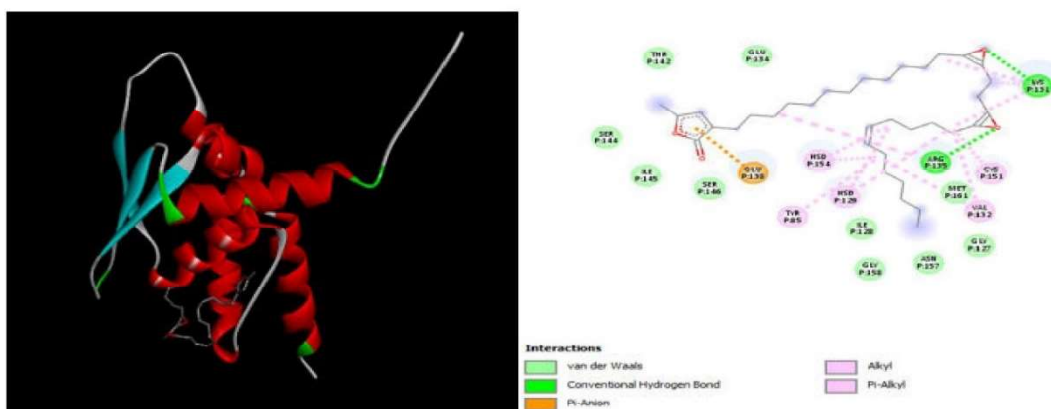 THR
P:142
GLU
P:134
LYS
P:131
SER
P:144
ILE
P:145
SER
P:146
P:130
HSD
P:154
HSD
P:129
TYR
P:85
ARG
P:135
MET
P:161
CYS
P:151
VAL
P:132
ILE
P:128
GLY
P:127
ASN
P:157
GLY
P:158
O
Interactions
van der Waals
Conventional Hydrogen Bond
Pi-Anion
Alkyl
Pi-Alkyl